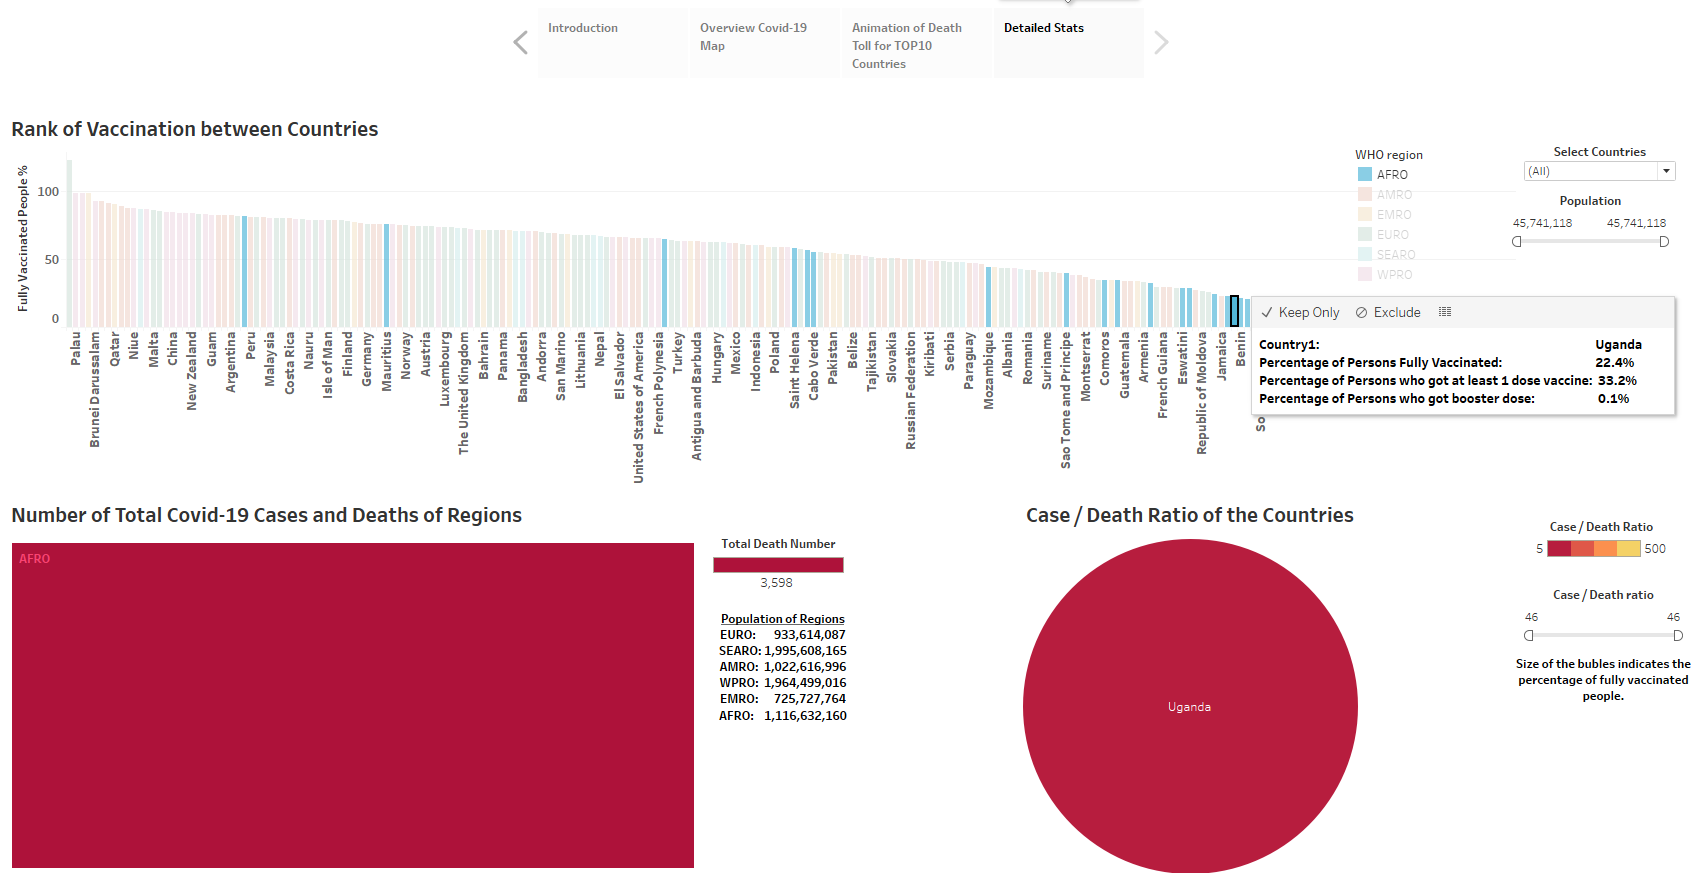 Introduction
Overview Covid-19
Map
Animation of Death
Toll for TOP10
Countries
Detailed Stats
Rank of Vaccination between Countries
Fully Vaccinated People %
100
50
0
Palau
Brunei Darussalam
Qatar
Niue
Malta
China
New Zealand
Guam
Argentina
Peru
Malaysia
Costa Rica
Nauru
Isle of Man
Finland
Germany
Mauritius
Norway
Austria
Luxembourg
The United Kingdom
Bahrain
Panama
Bangladesh
Andorra
San Marino
Lithuania
Nepal
El Salvador
United States of America
French Polynesia
Turkey
Antigua and Barbuda
Hungary
Mexico
Indonesia
Poland
Saint Helena
Cabo Verde
Pakistan
Belize
Tajikistan
Slovakia
Russian Federation
Kiribati
Serbia
Paraguay
Mozambique
Albania
Romania
Suriname
Sao Tome and Principe
Montserrat
Comoros
Guatemala
Armenia
French Guiana
Eswatini
Republic of Moldova
Jamaica
Benin
So
WHO region
AFRO
AMRO
EMRO
EURO
SEARO
WPRO
Select Countries
(All)
Population
45,741,118 45,741,118
Keep Only Exclude
Country1: Uganda
Percentage of Persons Fully Vaccinated: 22.4%
Percentage of Persons who got at least 1 dose vaccine: 33.2%
Percentage of Persons who got booster dose: 0.1%
Number of Total Covid-19 Cases and Deaths of Regions
AFRO
Total Death Number
3,598
Population of Regions
EURO: 933,614,087
SEARO: 1,995,608,165
AMRO: 1,022,616,996
WPRO: 1,964,499,016
EMRO: 725,727,764
AFRO: 1,116,632,160
Case / Death Ratio of the Countries
Uganda
Case / Death Ratio
5 500
Case / Death ratio
46 46
Size of the bubles indicates the
percentage of fully vaccinated
people.